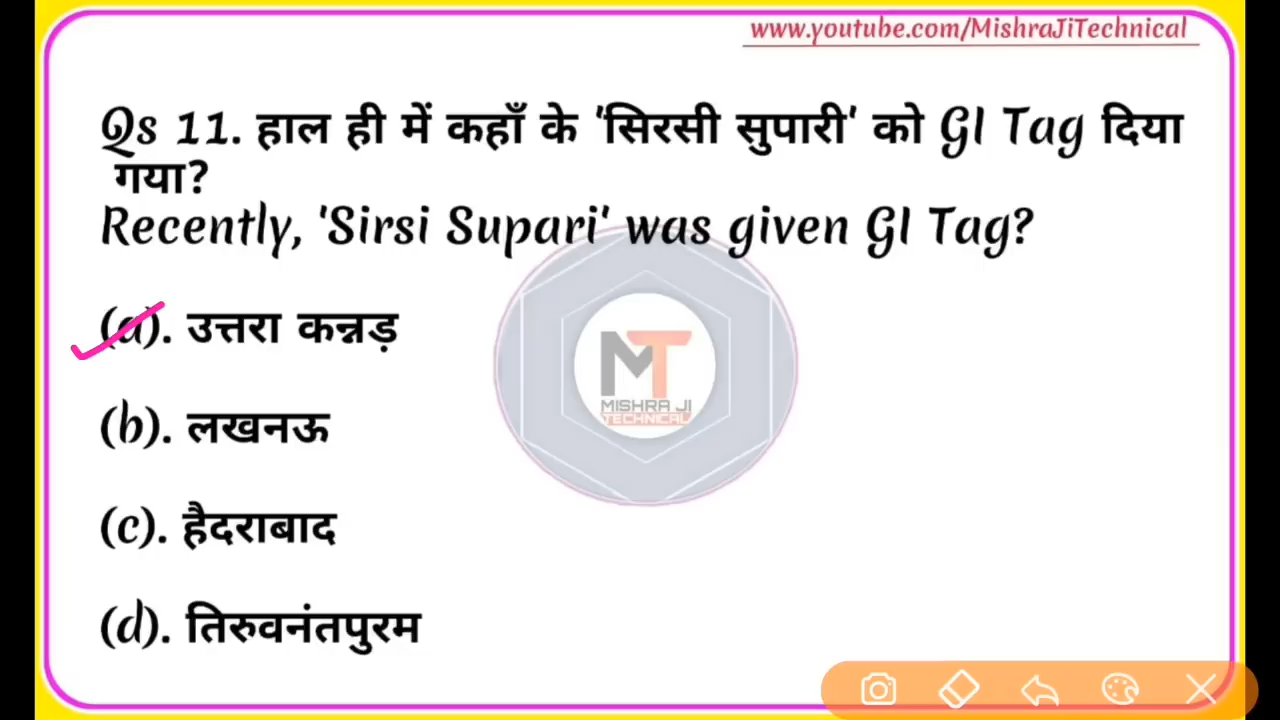 www.youtube.com/MishraJiTechnical
Qs 11. हाल ही में कहाँ के 'सिरसी सुपारी' को GI Tag दिया
गया?
Recently, 'Sirsi Supari' was given GI Tag?
(a). उत्तरा कन्नड़
(b). लखनऊ
MT
MISHRA JI
TECHNICAL
(c). हैदराबाद
(d). तिरुवनंतपुरम